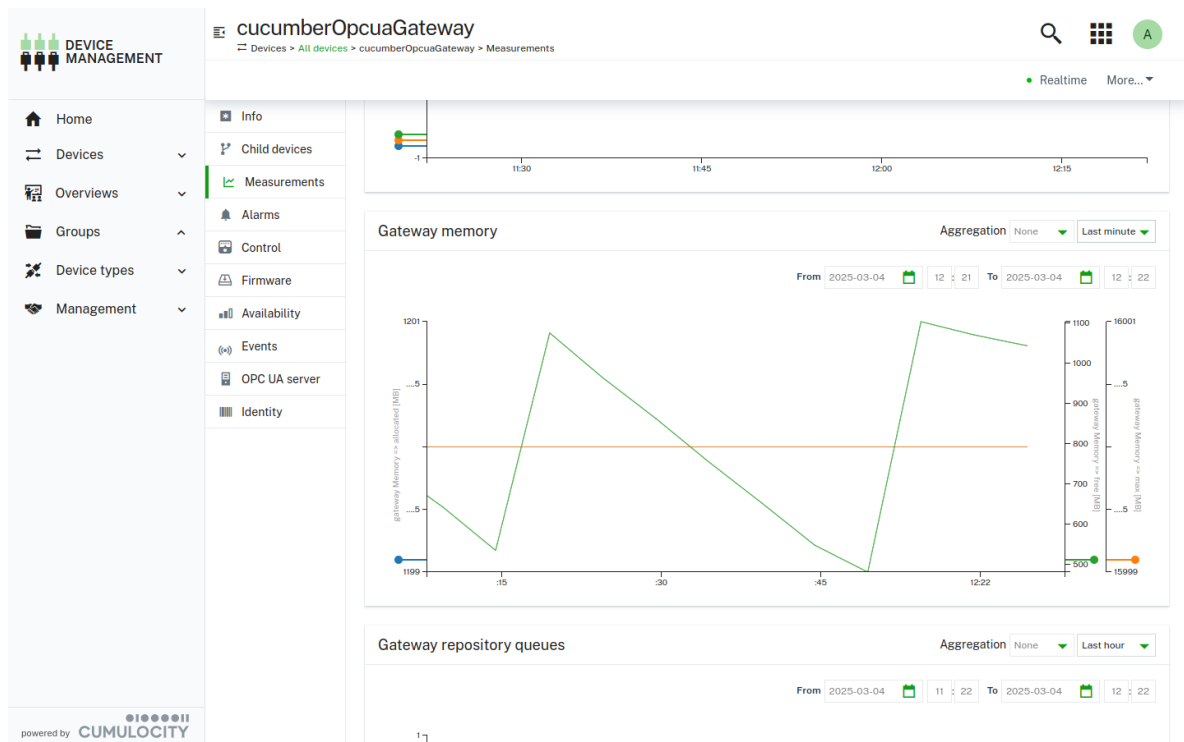 DEVICE
MANAGEMENT
cucumberOpcuaGateway
Devices > All devices > cucumberOpcuaGateway > Measurements
A
Realtime More...
Home
Devices
Overviews
Groups
Device types
Management
powered by CUMULOCITY
Info
Child devices
Measurements
Alarms
Control
Firmware
Availability
Events
OPC UA server
Identity
-1
11:30 11:45 12:00 12:15
Gateway memory
Aggregation None Last minute
From 2025-03-04 12 : 21 To 2025-03-04 12 : 22
1201
....5
....5
1199
gateway Memory => allocated [MB]
:15 :30 :45 12:22
1100
1000
900
800
700
600
500
gateway Memory => free [MB]
16001
....5
....5
15999
gateway Memory => max [MB]
Gateway repository queues
Aggregation None Last hour
From 2025-03-04 11 : 22 To 2025-03-04 12 : 22
1